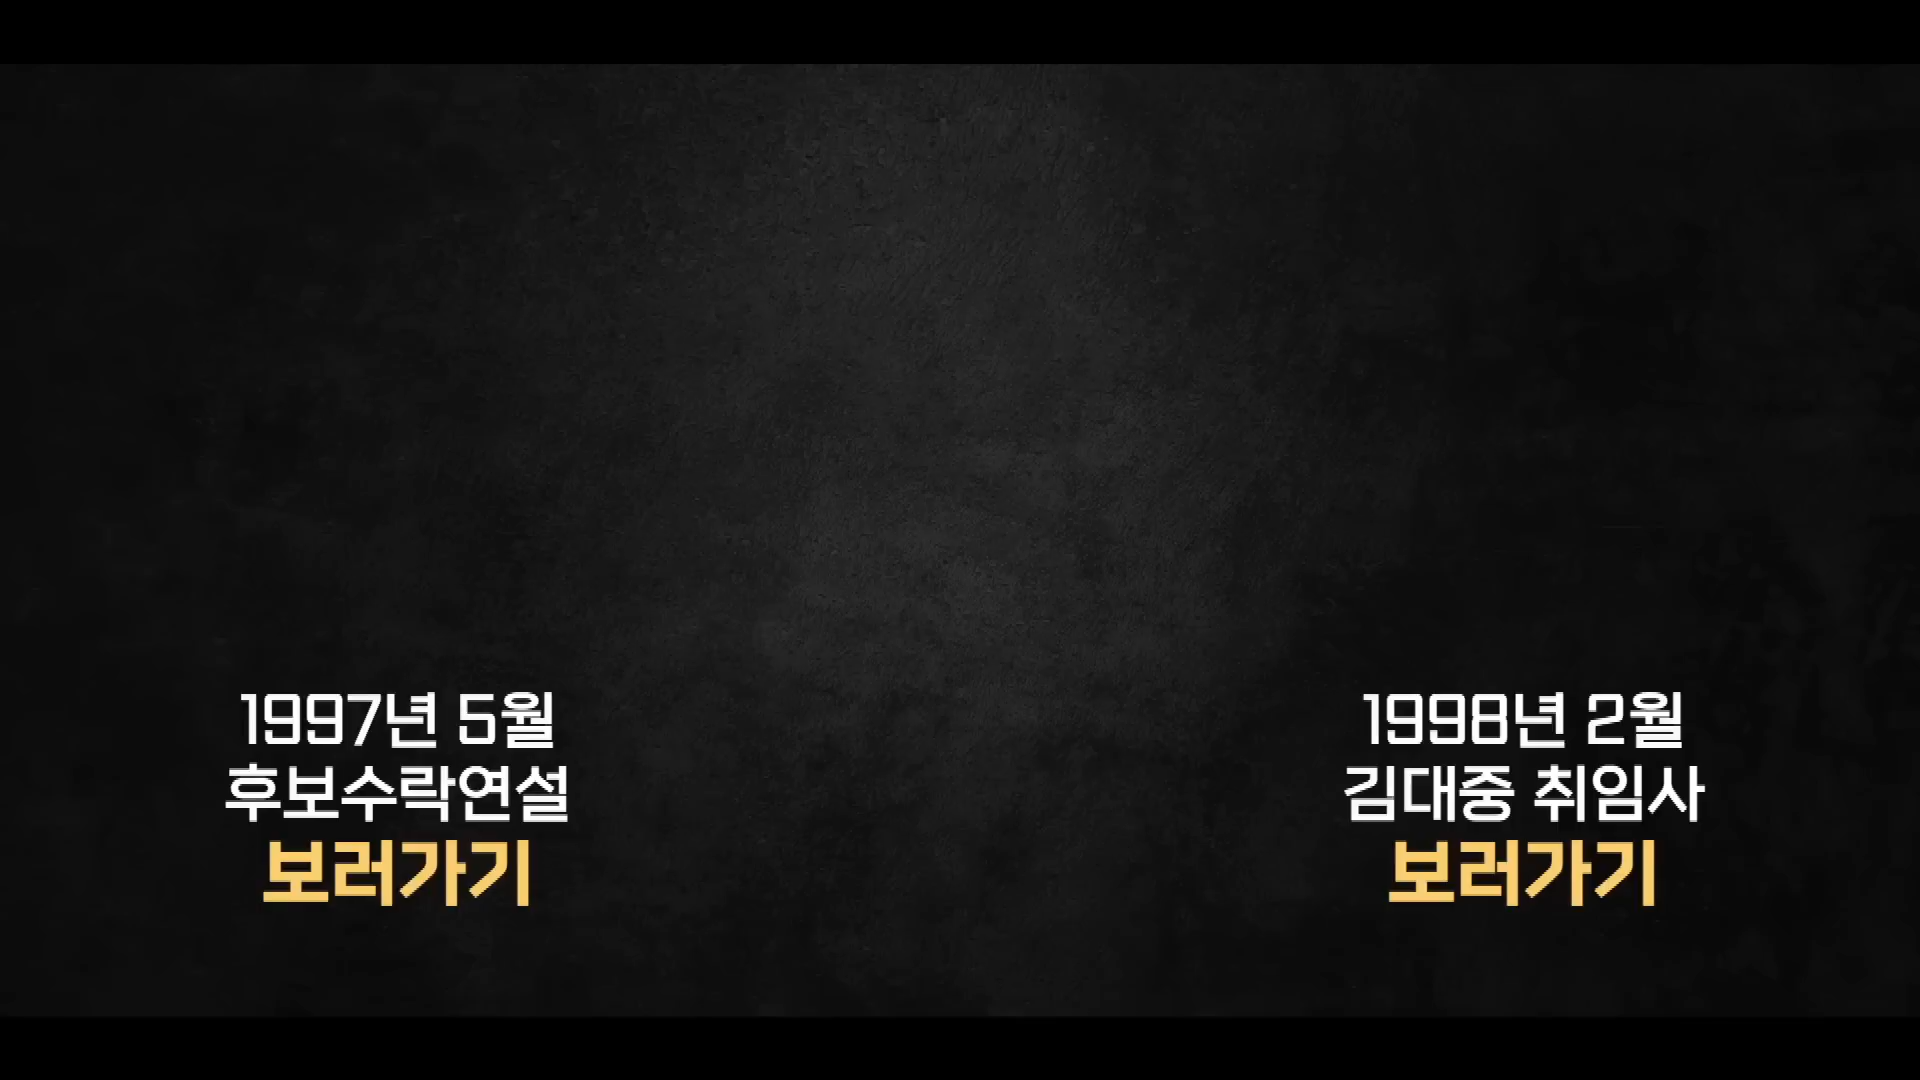 1997년 5월
후보수락연설
보러가기
1998년 2월
김대중 취임사
보러가기